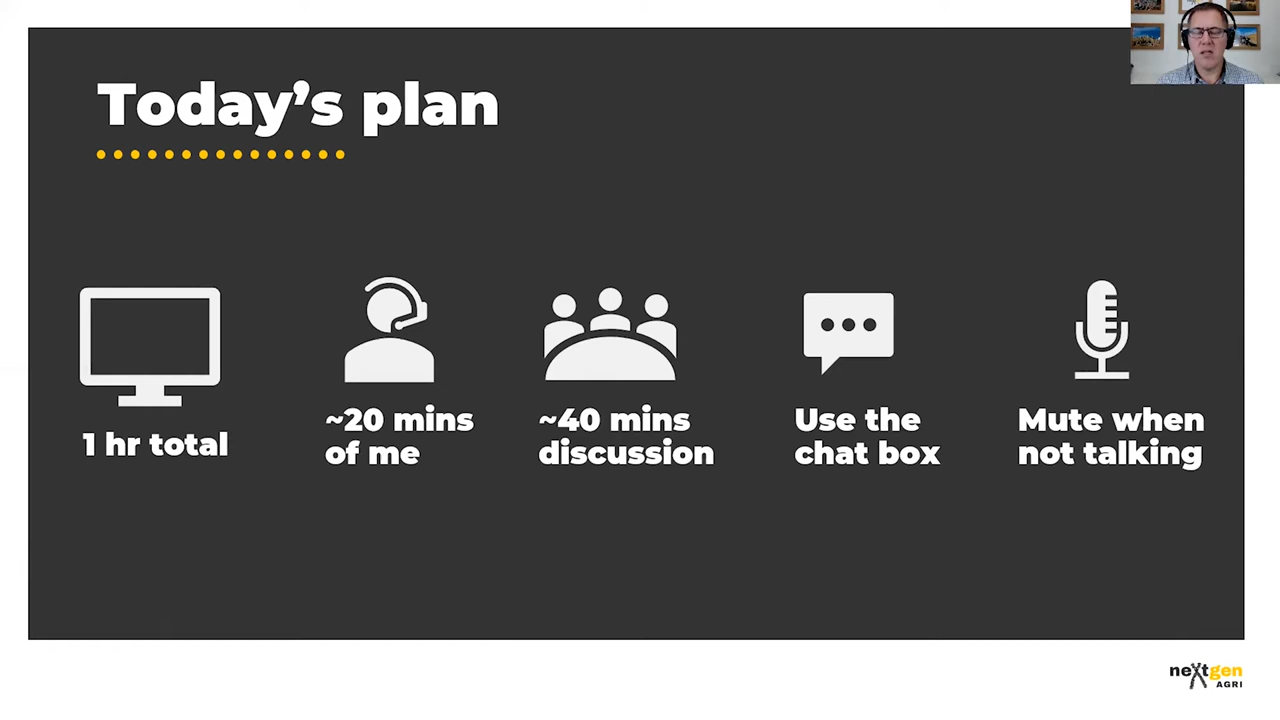 Today's plan
1 hr total
~20 mins
of me
~40 mins
discussion
Use the
chat box
Mute when
not talking
nextgen
AGRI